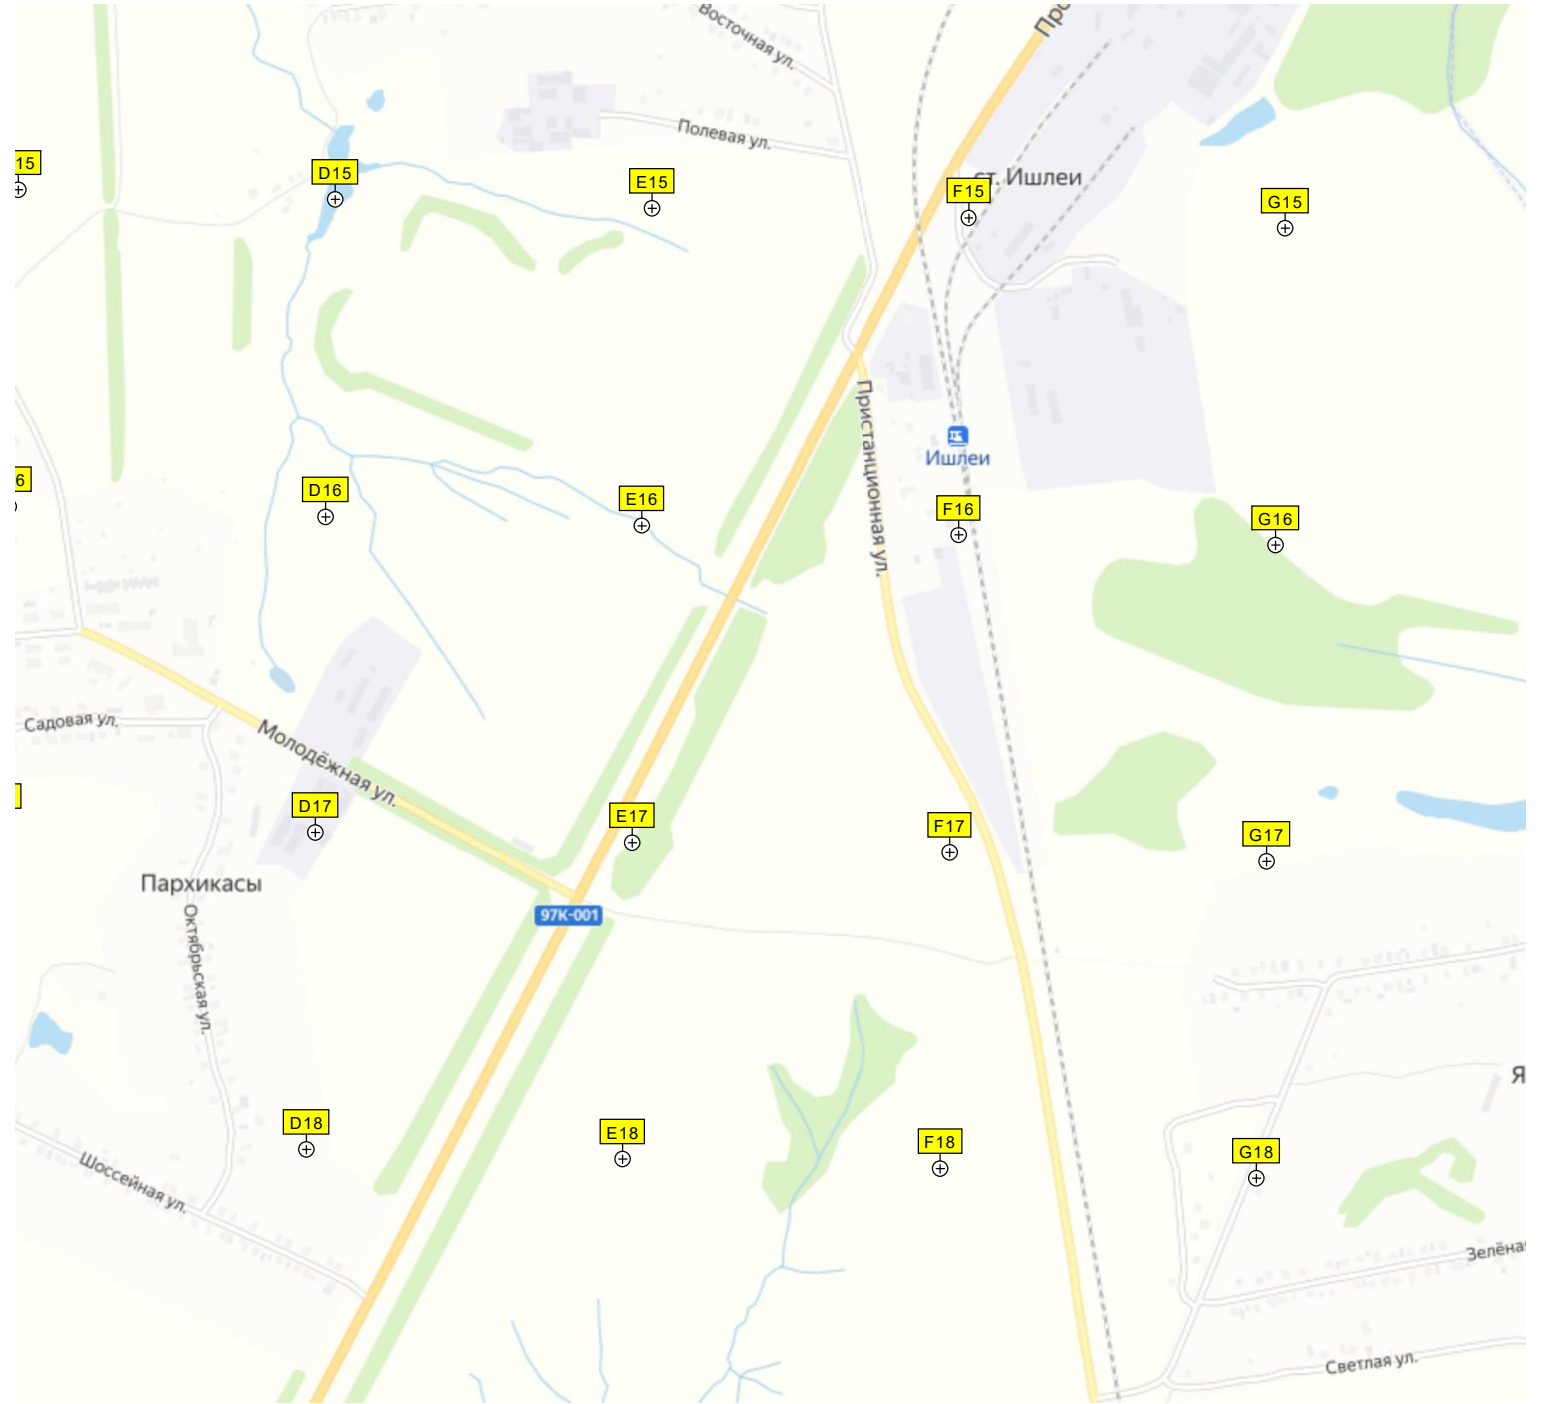 Восточная ул.
Про
Полевая ул.
15
D15
E15
F15
ст. Ишлеи
G15
Пристанционная ул.
Ишлеи
6
D16
E16
F16
G16
Садовая ул.
Молодёжная ул.
D17
E17
F17
G17
Пархикасы
97К-001
Октябрьская ул.
Я
D18
E18
F18
G18
Шоссейная ул.
Зелёная
Светлая ул.